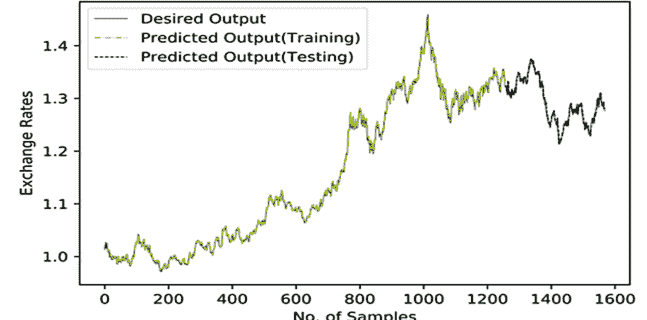 Desired Output
Predicted Output(Training)
Predicted Output(Testing)
1.4
1.3
1.2
1.1
1.0
Exchange Rates
0 200 400 600 800 1000 1200 1400 1600
No. of Samples